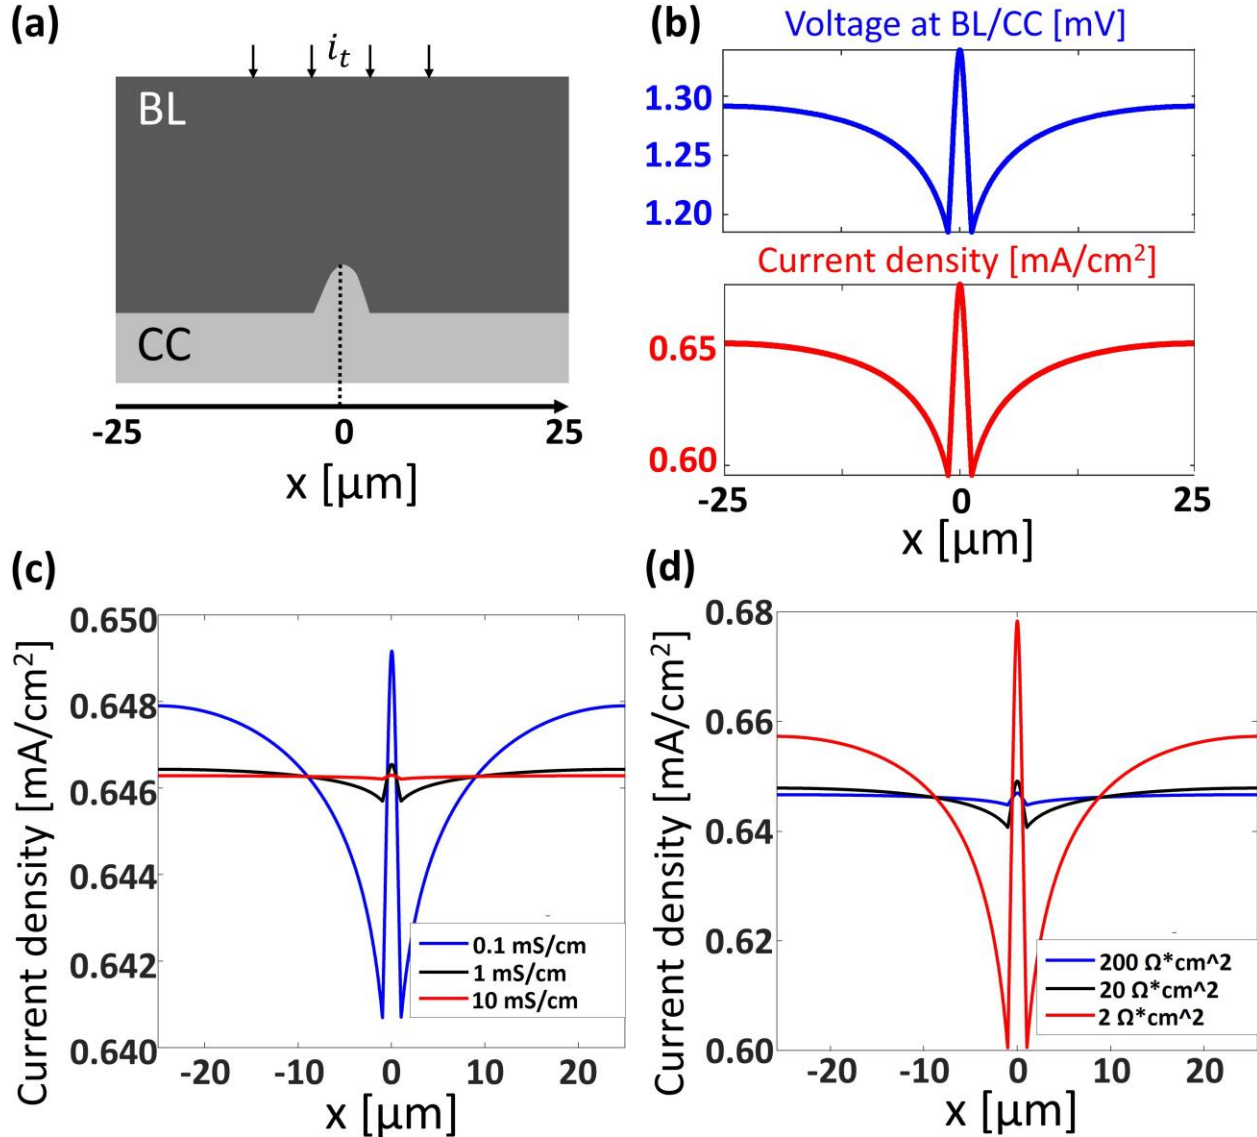 (a)
i_t
BL
CC
-25 0 25
x [μm]
(b)
Voltage at BL/CC [mV]
1.30
1.25
1.20
Current density [mA/cm²]
0.65
0.60
-25 0 25
x [μm]
(c)
Current density [mA/cm²]
0.650
0.648
0.646
0.644
0.642
0.640
0.1 mS/cm
1 mS/cm
10 mS/cm
-20 -10 0 10 20
x [μm]
(d)
Current density [mA/cm²]
0.68
0.66
0.64
0.62
0.60
200 Ω*cm^2
20 Ω*cm^2
2 Ω*cm^2
-20 -10 0 10 20
x [μm]